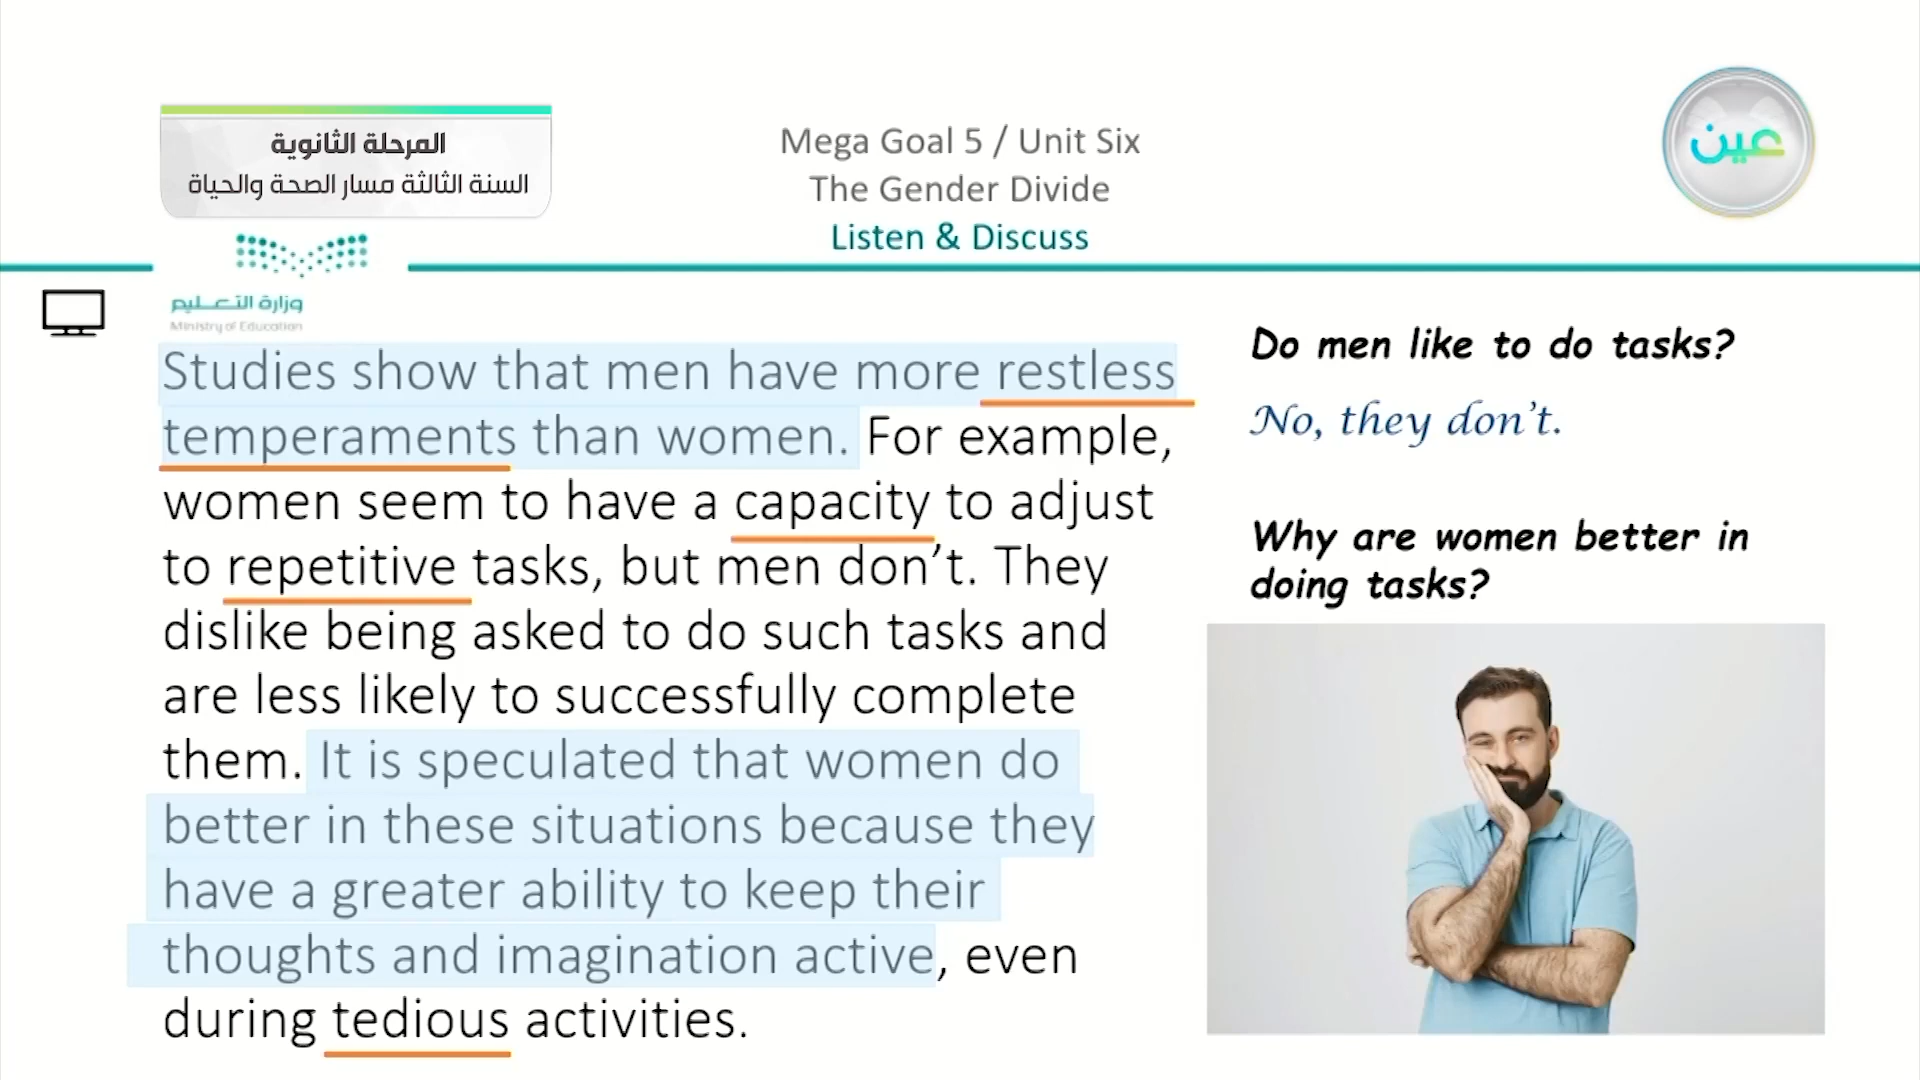 المرحلة الثانوية
السنة الثالثة مسار الصحة والحياة
Mega Goal 5 / Unit Six
The Gender Divide
Listen & Discuss
عين
وزارة التعليم
Ministry of Education
Studies show that men have more restless
temperaments than women. For example,
women seem to have a capacity to adjust
to repetitive tasks, but men don’t. They
dislike being asked to do such tasks and
are less likely to successfully complete
them. It is speculated that women do
better in these situations because they
have a greater ability to keep their
thoughts and imagination active, even
during tedious activities.
Do men like to do tasks?
No, they don’t.
Why are women better in
doing tasks?